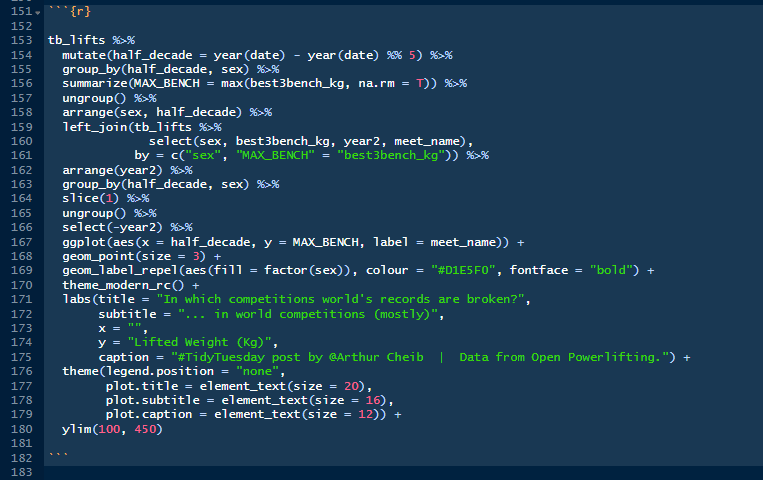 151 ```{r}
152
153 tb_lifts %>%
154   mutate(half_decade = year(date) - year(date) %% 5) %>%
155   group_by(half_decade, sex) %>%
156   summarize(MAX_BENCH = max(best3bench_kg, na.rm = T)) %>%
157   ungroup() %>%
158   arrange(sex, half_decade) %>%
159   left_join(tb_lifts %>%
160               select(sex, best3bench_kg, year2, meet_name),
161             by = c("sex", "MAX_BENCH" = "best3bench_kg")) %>%
162   arrange(year2) %>%
163   group_by(half_decade, sex) %>%
164   slice(1) %>%
165   ungroup() %>%
166   select(-year2) %>%
167   ggplot(aes(x = half_decade, y = MAX_BENCH, label = meet_name)) +
168   geom_point(size = 3) +
169   geom_label_repel(aes(fill = factor(sex)), colour = "#D1E5F0", fontface = "bold") +
170   theme_modern_rc() +
171   labs(title = "In which competitions world's records are broken?",
172        subtitle = "... in world competitions (mostly)",
173        x = "",
174        y = "Lifted Weight (Kg)",
175        caption = "#TidyTuesday post by @Arthur Cheib  |  Data from Open Powerlifting.") +
176   theme(legend.position = "none",
177         plot.title = element_text(size = 20),
178         plot.subtitle = element_text(size = 16),
179         plot.caption = element_text(size = 12)) +
180   ylim(100, 450)
181
182 ```
183